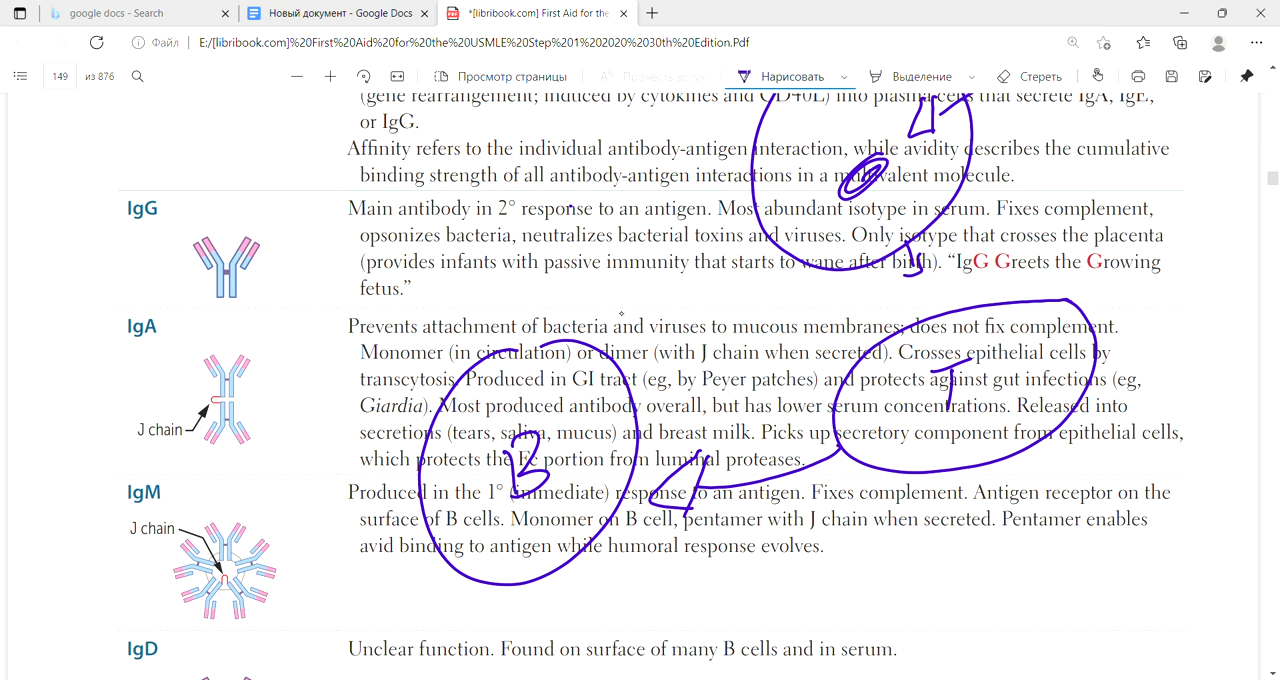 google docs - Search
Новый документ - Google Docs
*[libribook.com] First Aid for the
Файл
E:/[libribook.com]%20First%20Aid%20for%20the%20USMLE%20Step%201%202020%2030th%20Edition.Pdf
149 из 876
Просмотр страницы
Прочесть вслух
Нарисовать
Выделение
Стереть
(gene rearrangement; induced by cytokines and CD40L) into plasma cells that secrete IgA, IgE,
or IgG.
Affinity refers to the individual antibody-antigen interaction, while avidity describes the cumulative
binding strength of all antibody-antigen interactions in a multivalent molecule.
IgG
Main antibody in 2° response to an antigen. Most abundant isotype in serum. Fixes complement,
opsonizes bacteria, neutralizes bacterial toxins and viruses. Only isotype that crosses the placenta
(provides infants with passive immunity that starts to wane after birth). “IgG Greets the Growing
fetus.”
IgA
J chain
Prevents attachment of bacteria and viruses to mucous membranes; does not fix complement.
Monomer (in circulation) or dimer (with J chain when secreted). Crosses epithelial cells by
transcytosis. Produced in GI tract (eg, by Peyer patches) and protects against gut infections (eg,
Giardia). Most produced antibody overall, but has lower serum concentrations. Released into
secretions (tears, saliva, mucus) and breast milk. Picks up secretory component from epithelial cells,
which protects the Fc portion from luminal proteases.
B
T
IgM
J chain
Produced in the 1° (immediate) response to an antigen. Fixes complement. Antigen receptor on the
surface of B cells. Monomer on B cell, pentamer with J chain when secreted. Pentamer enables
avid binding to antigen while humoral response evolves.
IgD
Unclear function. Found on surface of many B cells and in serum.